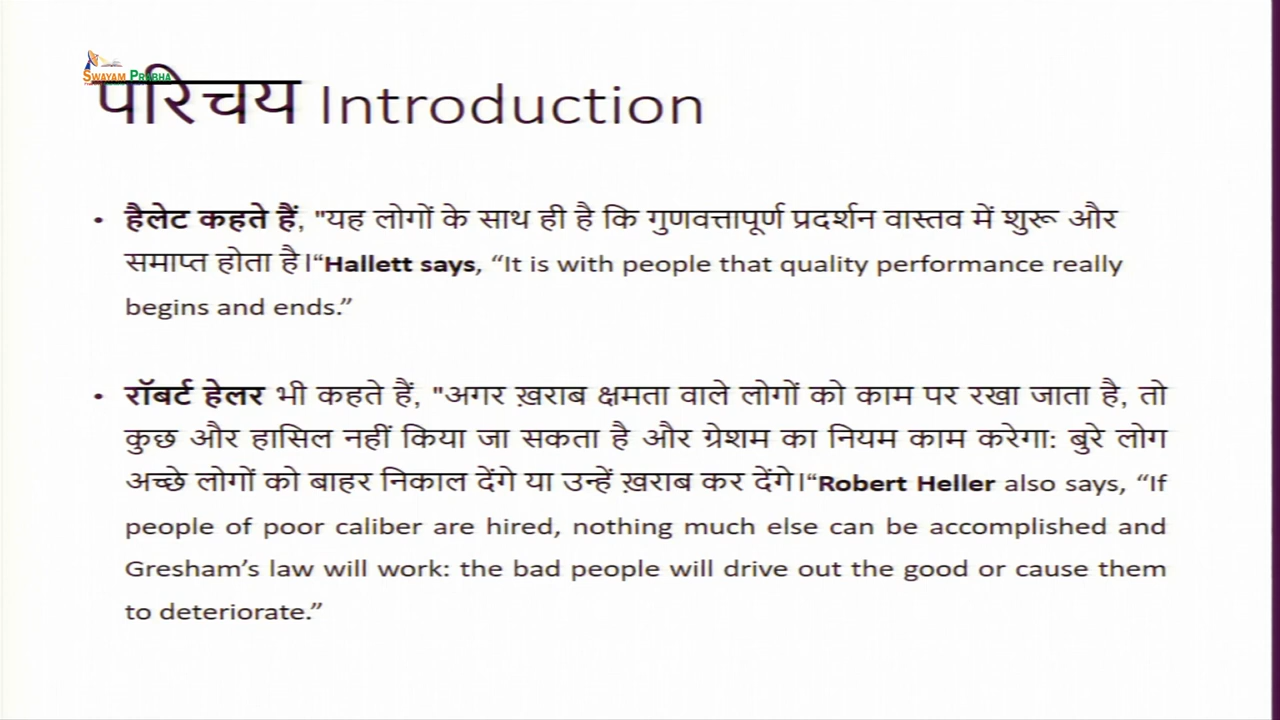 SWAYAM PRABHA
परिचय Introduction
• हैलेट कहते हैं, "यह लोगों के साथ ही है कि गुणवत्तापूर्ण प्रदर्शन वास्तव में शुरू और
समाप्त होता है।“Hallett says, “It is with people that quality performance really
begins and ends.”
• रॉबर्ट हेलर भी कहते हैं, "अगर ख़राब क्षमता वाले लोगों को काम पर रखा जाता है, तो
कुछ और हासिल नहीं किया जा सकता है और ग्रेशम का नियम काम करेगा: बुरे लोग
अच्छे लोगों को बाहर निकाल देंगे या उन्हें ख़राब कर देंगे।“Robert Heller also says, “If
people of poor caliber are hired, nothing much else can be accomplished and
Gresham’s law will work: the bad people will drive out the good or cause them
to deteriorate.”